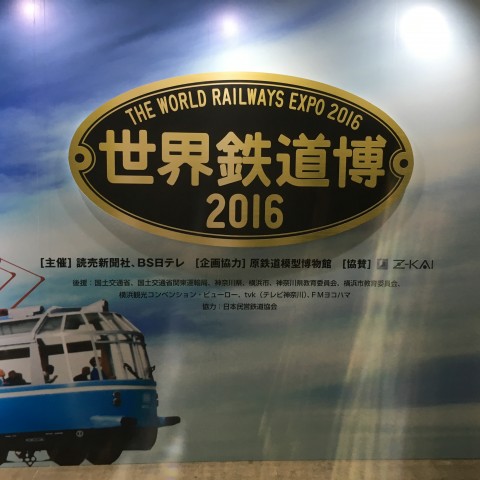 THE WORLD RAILWAYS EXPO 2016
世界鉄道博
2016
[主催] 読売新聞社、BS日テレ [企画協力] 原鉄道模型博物館 [協賛] Z-KAI
後援：国土交通省、国土交通省関東運輸局、神奈川県、横浜市、神奈川県教育委員会、横浜市教育委員会、
横浜観光コンベンション・ビューロー、tvk（テレビ神奈川）、FMヨコハマ
協力：日本民営鉄道協会